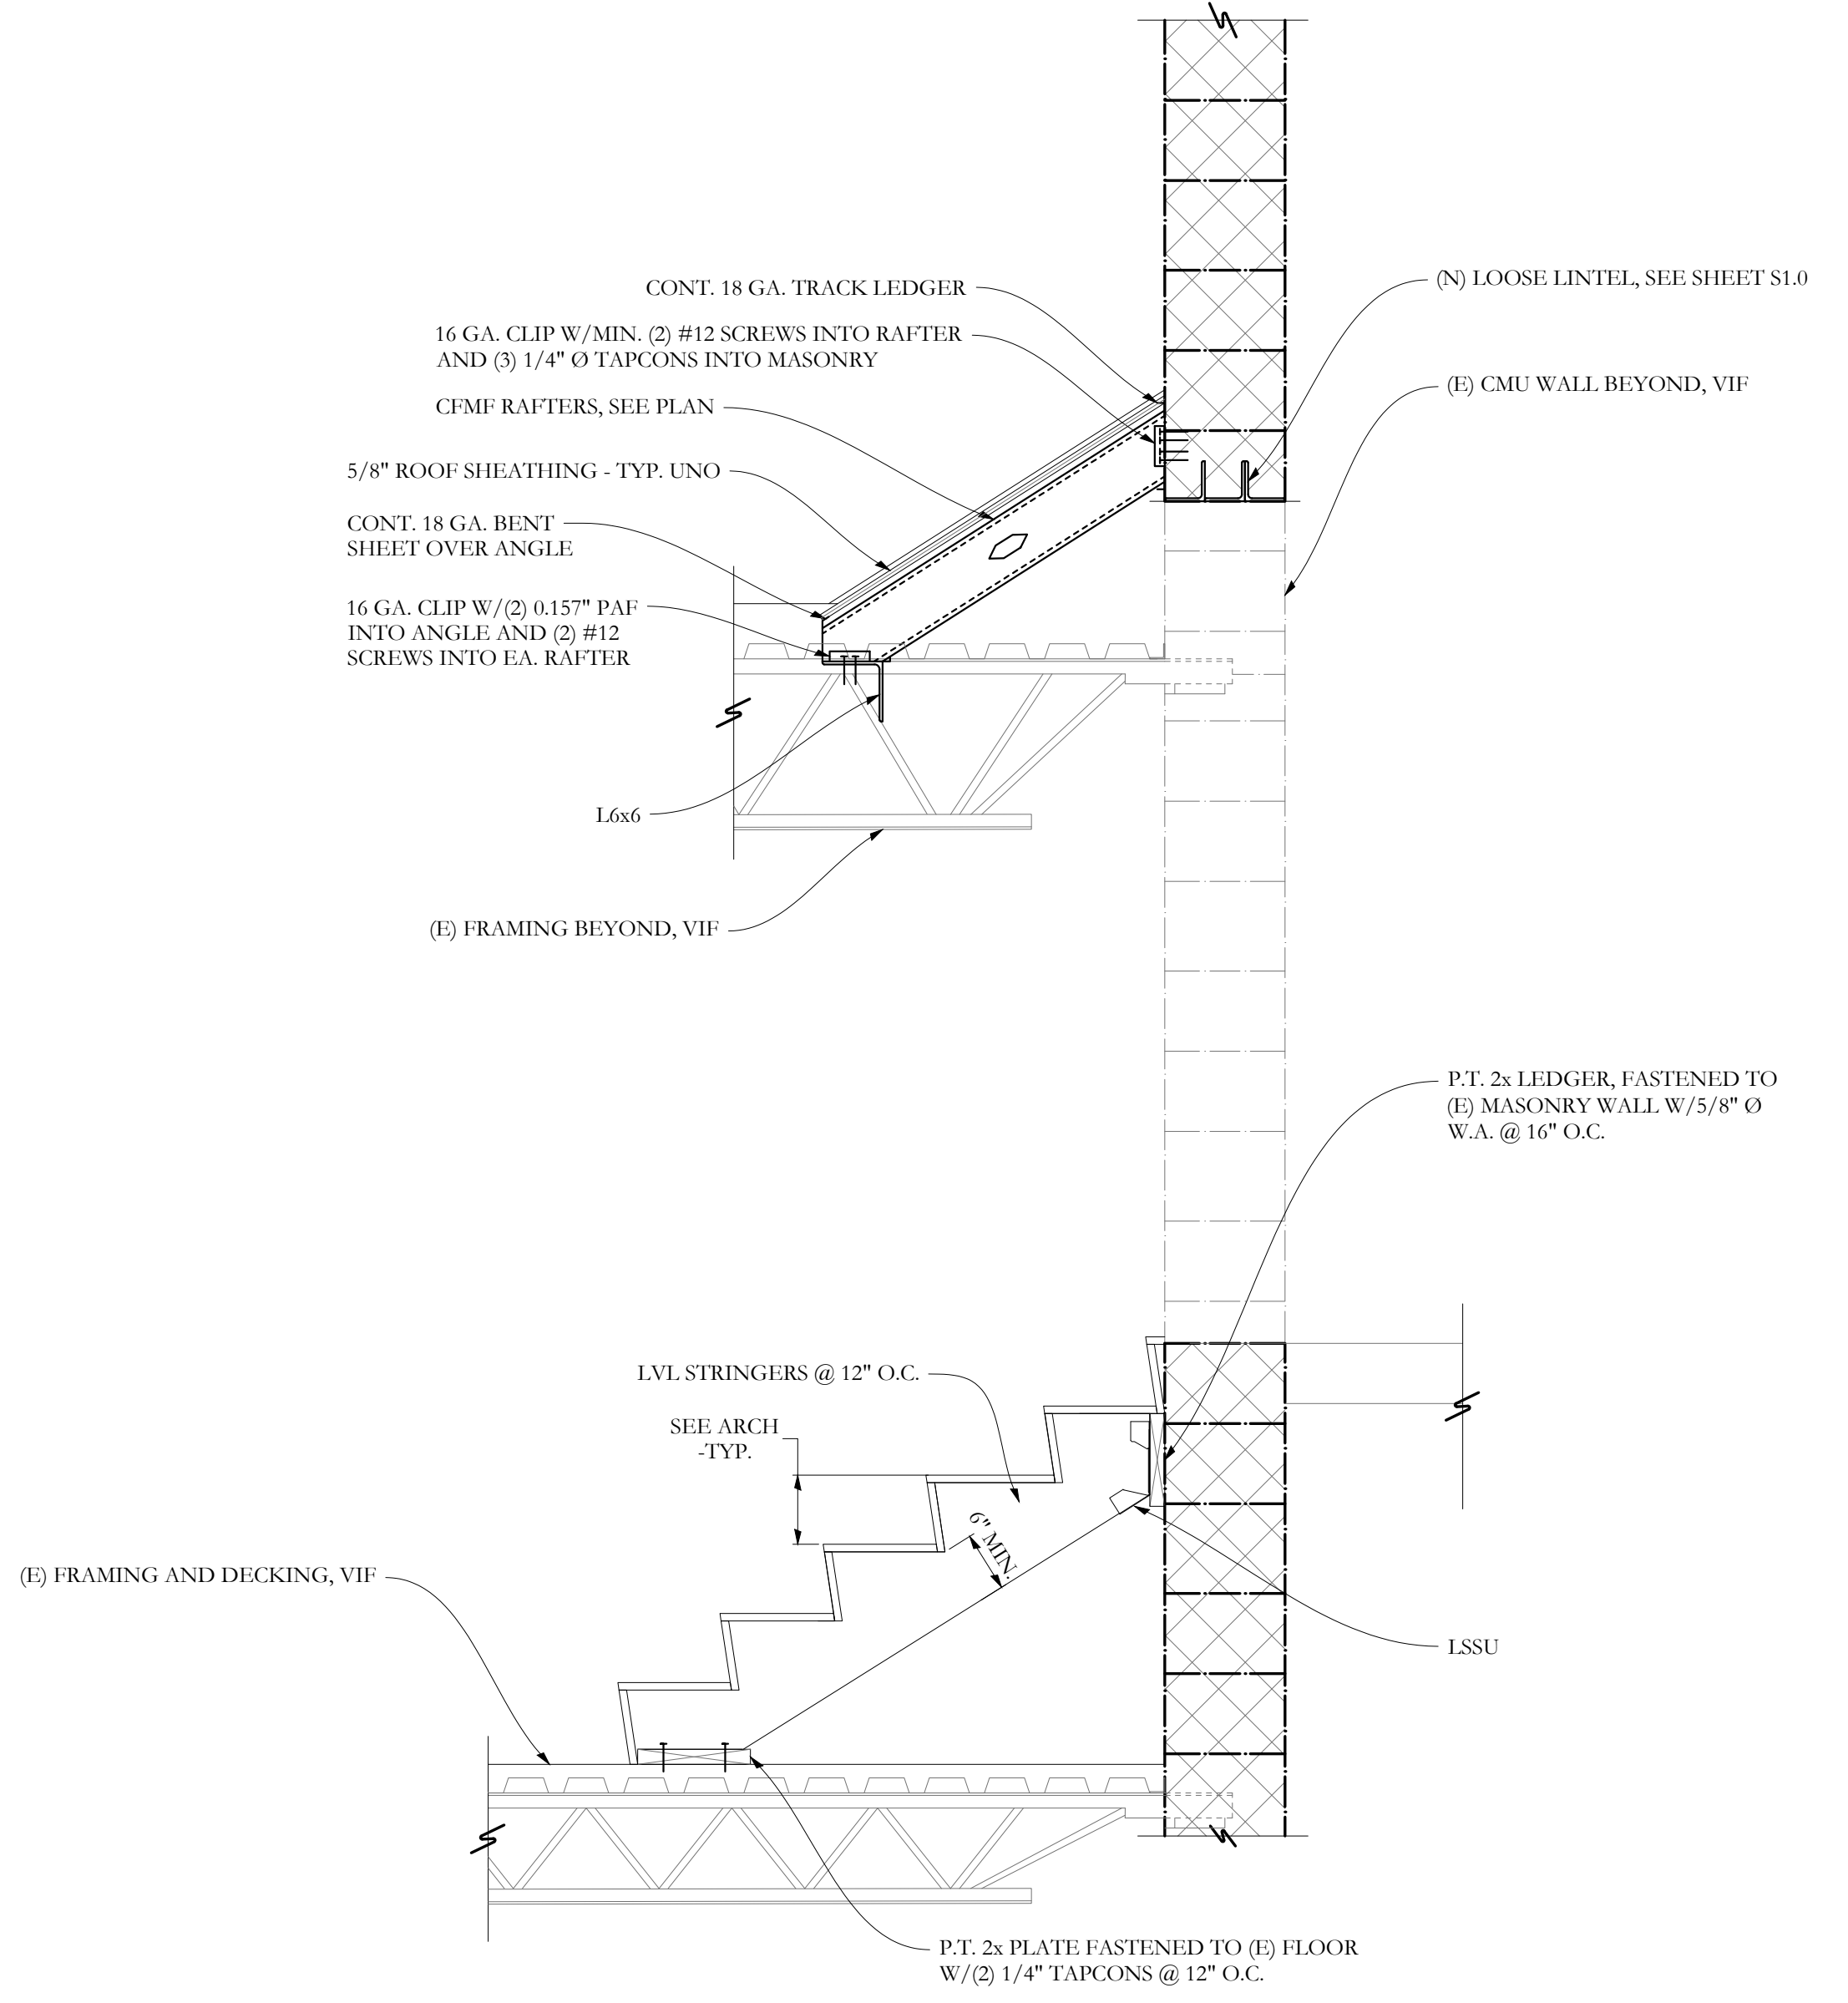 CONT. 18 GA. TRACK LEDGER
(N) LOOSE LINTEL, SEE SHEET S1.0
16 GA. CLIP W/MIN. (2) #12 SCREWS INTO RAFTER
AND (3) 1/4" Ø TAPCONS INTO MASONRY
(E) CMU WALL BEYOND, VIF
CFMF RAFTERS, SEE PLAN
5/8" ROOF SHEATHING - TYP. UNO
CONT. 18 GA. BENT
SHEET OVER ANGLE
16 GA. CLIP W/(2) 0.157" PAF
INTO ANGLE AND (2) #12
SCREWS INTO EA. RAFTER
L6x6
(E) FRAMING BEYOND, VIF
P.T. 2x LEDGER, FASTENED TO
(E) MASONRY WALL W/5/8" Ø
W.A. @ 16" O.C.
LVL STRINGERS @ 12" O.C.
SEE ARCH
-TYP.
6" MIN.
(E) FRAMING AND DECKING, VIF
LSSU
P.T. 2x PLATE FASTENED TO (E) FLOOR
W/(2) 1/4" TAPCONS @ 12" O.C.